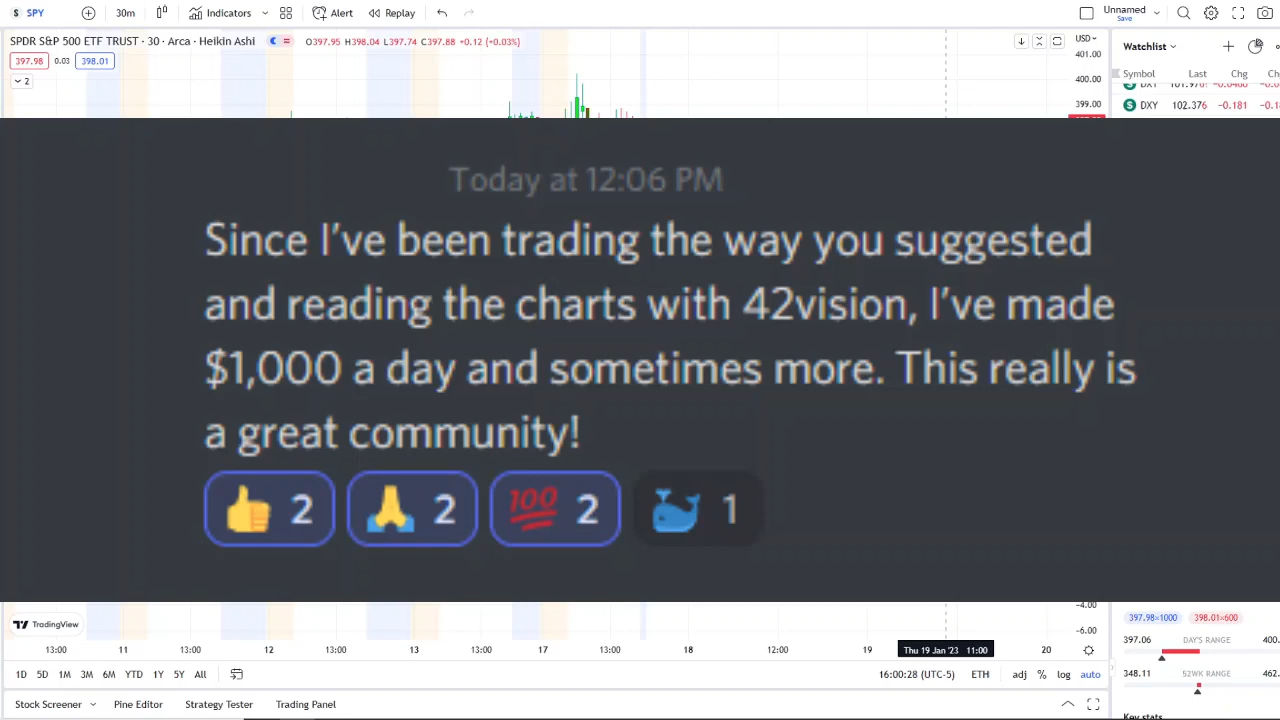 SPY
30m
Indicators
Alert
Replay
Unnamed
Save
SPDR S&P 500 ETF TRUST · 30 · Arca · Heikin Ashi
O397.95 H398.04 L397.74 C397.88 +0.12 (+0.03%)
397.98 0.03 398.01
2
USD
401.00
400.00
399.00
Watchlist
Symbol Last Chg
DXY 102.376 −0.181
Today at 12:06 PM
Since I've been trading the way you suggested
and reading the charts with 42vision, I've made
$1,000 a day and sometimes more. This really is
a great community!
2 2 100 2 1
−4.00
−6.00
TradingView
13:00 11 13:00 12 13:00 13 13:00 17 13:00 18 12:00 19 Thu 19 Jan '23 11:00 20
397.98×1000 398.01×600
397.06 DAY'S RANGE 400.
348.11 52WK RANGE 462.
Key stats
1D 5D 1M 3M 6M YTD 1Y 5Y All
16:00:28 (UTC-5) ETH adj % log auto
Stock Screener Pine Editor Strategy Tester Trading Panel